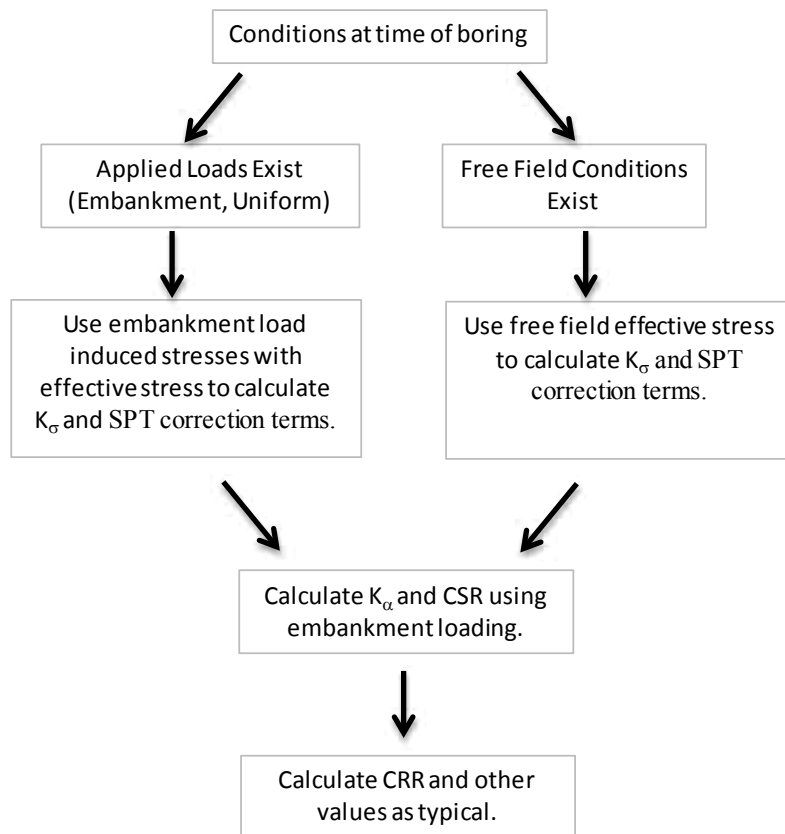 Conditions at time of boring
Applied Loads Exist
(Embankment, Uniform)
Free Field Conditions
Exist
Use embankment load
induced stresses with
effective stress to calculate
Kσ and SPT correction terms.
Use free field effective stress
to calculate Kσ and SPT
correction terms.
Calculate Kα and CSR using
embankment loading.
Calculate CRR and other
values as typical.